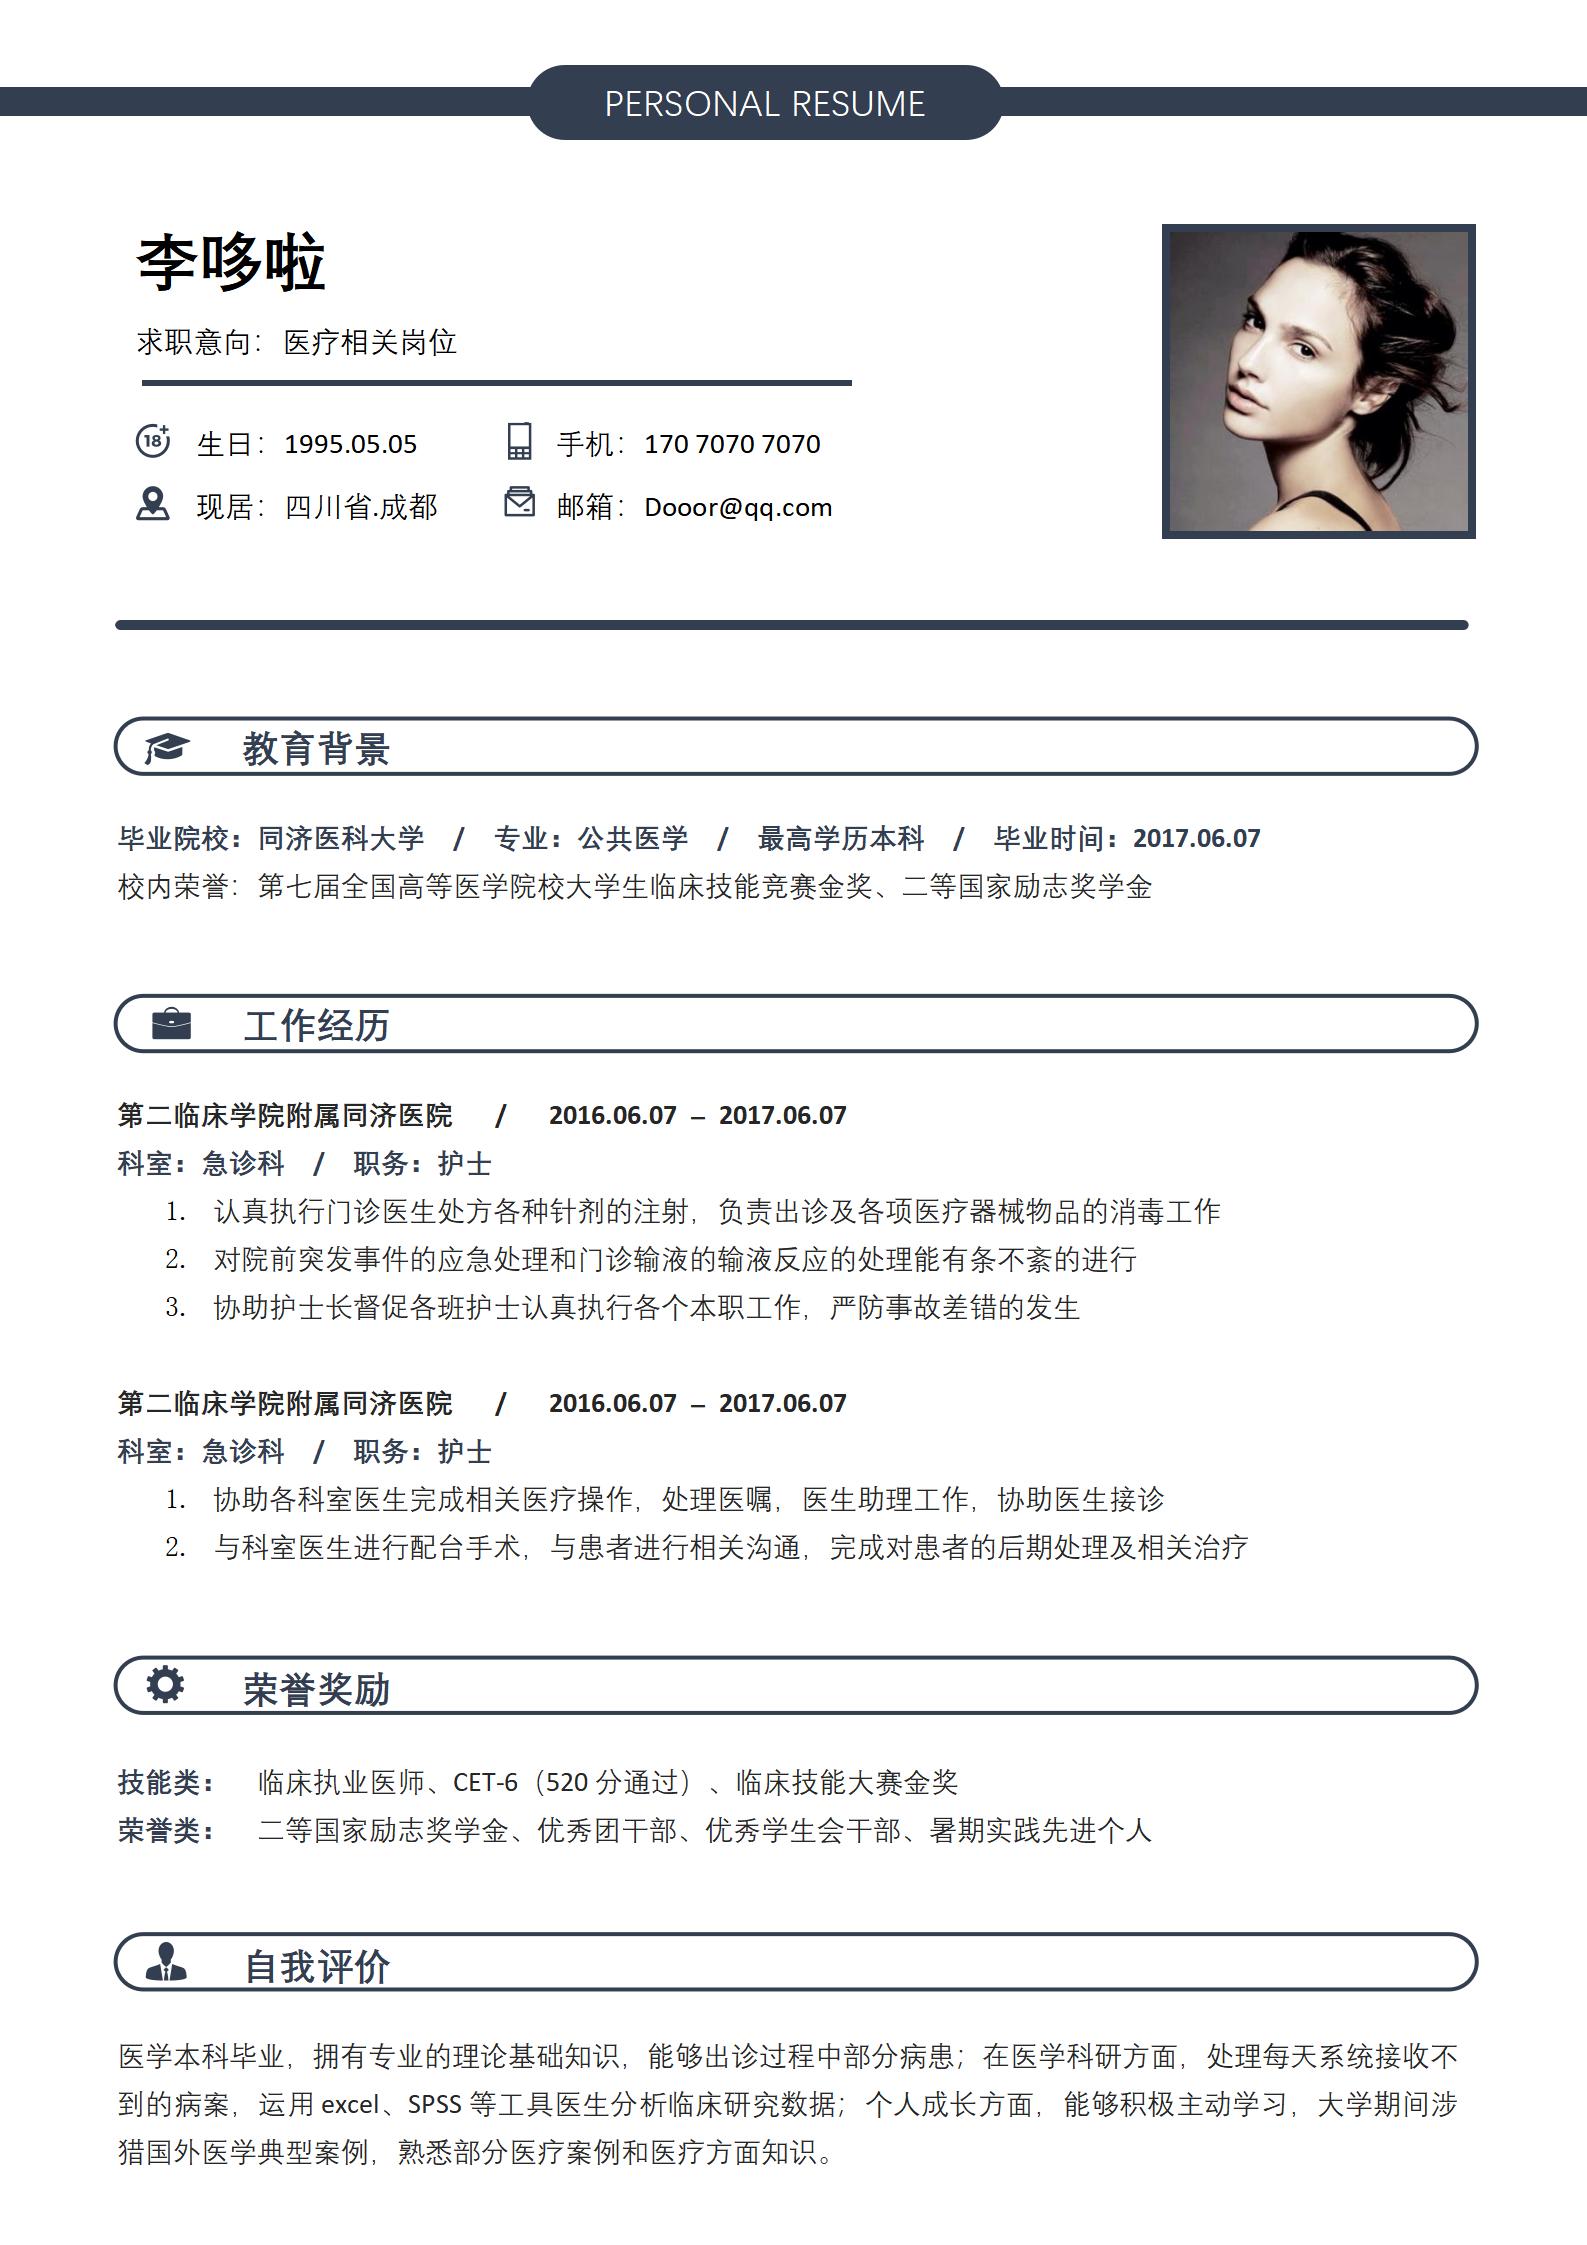 PERSONAL RESUME
李哆啦
求职意向：医疗相关岗位
18+ 生日：1995.05.05 手机：170 7070 7070
现居：四川省.成都 邮箱：Dooor@qq.com
教育背景
毕业院校：同济医科大学 / 专业：公共医学 / 最高学历本科 / 毕业时间：2017.06.07
校内荣誉：第七届全国高等医学院校大学生临床技能竞赛金奖、二等国家励志奖学金
工作经历
第二临床学院附属同济医院 / 2016.06.07 – 2017.06.07
科室：急诊科 / 职务：护士
1. 认真执行门诊医生处方各种针剂的注射，负责出诊及各项医疗器械物品的消毒工作
2. 对院前突发事件的应急处理和门诊输液的输液反应的处理能有条不紊的进行
3. 协助护士长督促各班护士认真执行各个本职工作，严防事故差错的发生
第二临床学院附属同济医院 / 2016.06.07 – 2017.06.07
科室：急诊科 / 职务：护士
1. 协助各科室医生完成相关医疗操作，处理医嘱，医生助理工作，协助医生接诊
2. 与科室医生进行配台手术，与患者进行相关沟通，完成对患者的后期处理及相关治疗
荣誉奖励
技能类： 临床执业医师、CET-6（520 分通过）、临床技能大赛金奖
荣誉类： 二等国家励志奖学金、优秀团干部、优秀学生会干部、暑期实践先进个人
自我评价
医学本科毕业，拥有专业的理论基础知识，能够出诊过程中部分病患；在医学科研方面，处理每天系统接收不
到的病案，运用 excel、SPSS 等工具医生分析临床研究数据；个人成长方面，能够积极主动学习，大学期间涉
猎国外医学典型案例，熟悉部分医疗案例和医疗方面知识。